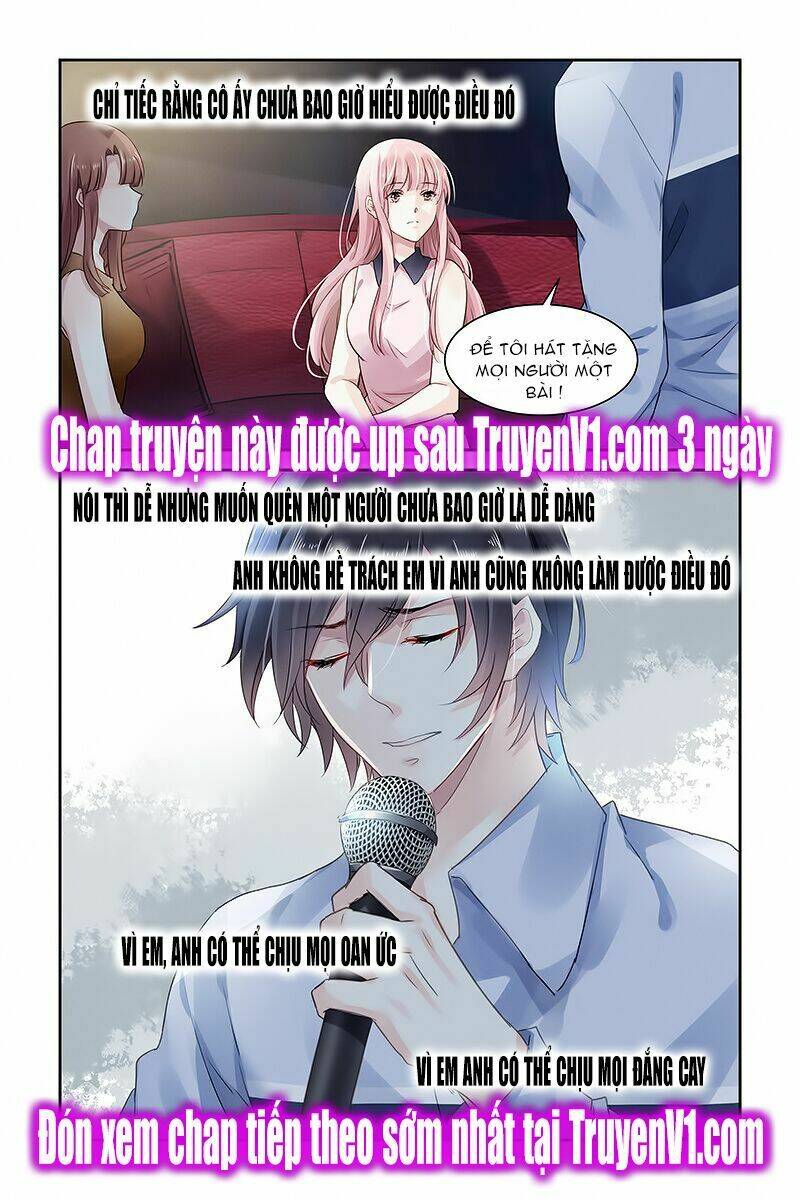 CHỈ TIẾC RẰNG CÔ ẤY CHƯA BAO GIỜ HIỂU ĐƯỢC ĐIỀU ĐÓ
ĐỂ TÔI HÁT TẶNG
MỌI NGƯỜI MỘT
BÀI !
Chap truyện này được up sau TruyenV1.com 3 ngày
NÓI THÌ DỄ NHƯNG MUỐN QUÊN MỘT NGƯỜI CHƯA BAO GIỜ LÀ DỄ DÀNG
ANH KHÔNG HỀ TRÁCH EM VÌ ANH CŨNG KHÔNG LÀM ĐƯỢC ĐIỀU ĐÓ
VÌ EM, ANH CÓ THỂ CHỊU MỌI OAN ỨC
VÌ EM ANH CÓ THỂ CHỊU MỌI ĐẮNG CAY
Đón xem chap tiếp theo sớm nhất tại TruyenV1.com